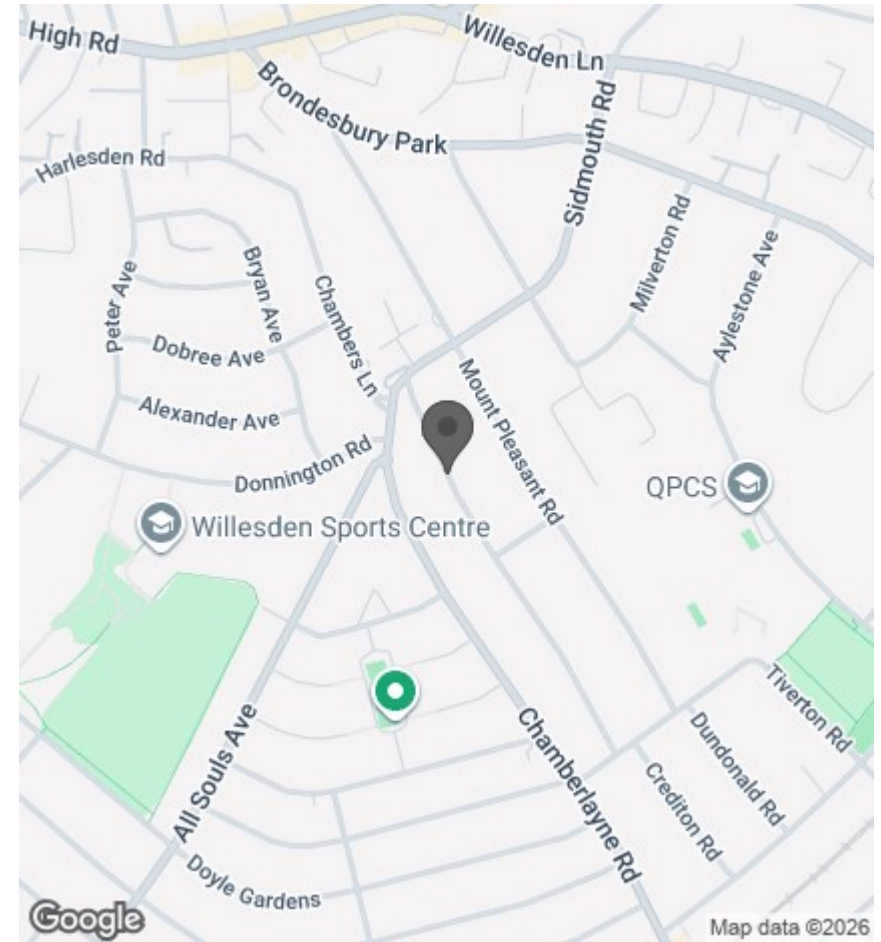 High Rd
Willesden Ln
Brondesbury Park
Sidmouth Rd
Harlesden Rd
Milverton Rd
Aylestone Ave
Peter Ave
Bryan Ave
Chambers Ln
Dobree Ave
Mount Pleasant Rd
Alexander Ave
Donnington Rd
QPCS
Willesden Sports Centre
Tiverton Rd
All Souls Ave
Chamberlayne Rd
Dundonald Rd
Crediton Rd
Doyle Gardens
Google
Map data ©2026